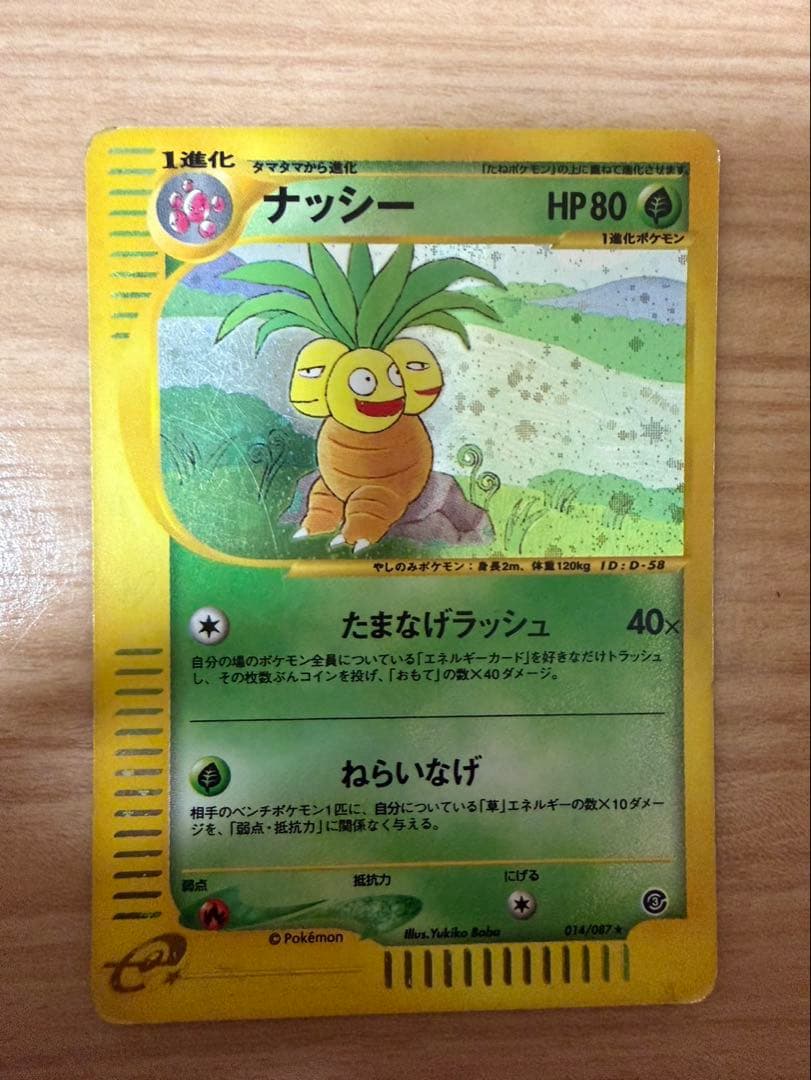 1進化
タマタマから進化
「たねポケモン」の上に重ねて進化させます。
ナッシー
HP80
1進化ポケモン
やしのみポケモン：身長2m、体重120kg ID:D-58
たまなげラッシュ 40×
自分の場のポケモン全員についている「エネルギーカード」を好きなだけトラッシュ
し、その枚数ぶんコインを投げ、「おもて」の数×40ダメージ。
ねらいなげ
相手のベンチポケモン1匹に、自分についている「草」エネルギーの数×10ダメー
ジを、「弱点・抵抗力」に関係なく与える。
弱点 抵抗力 にげる
3
© Pokémon Illus.Yukiko Baba 014/087★